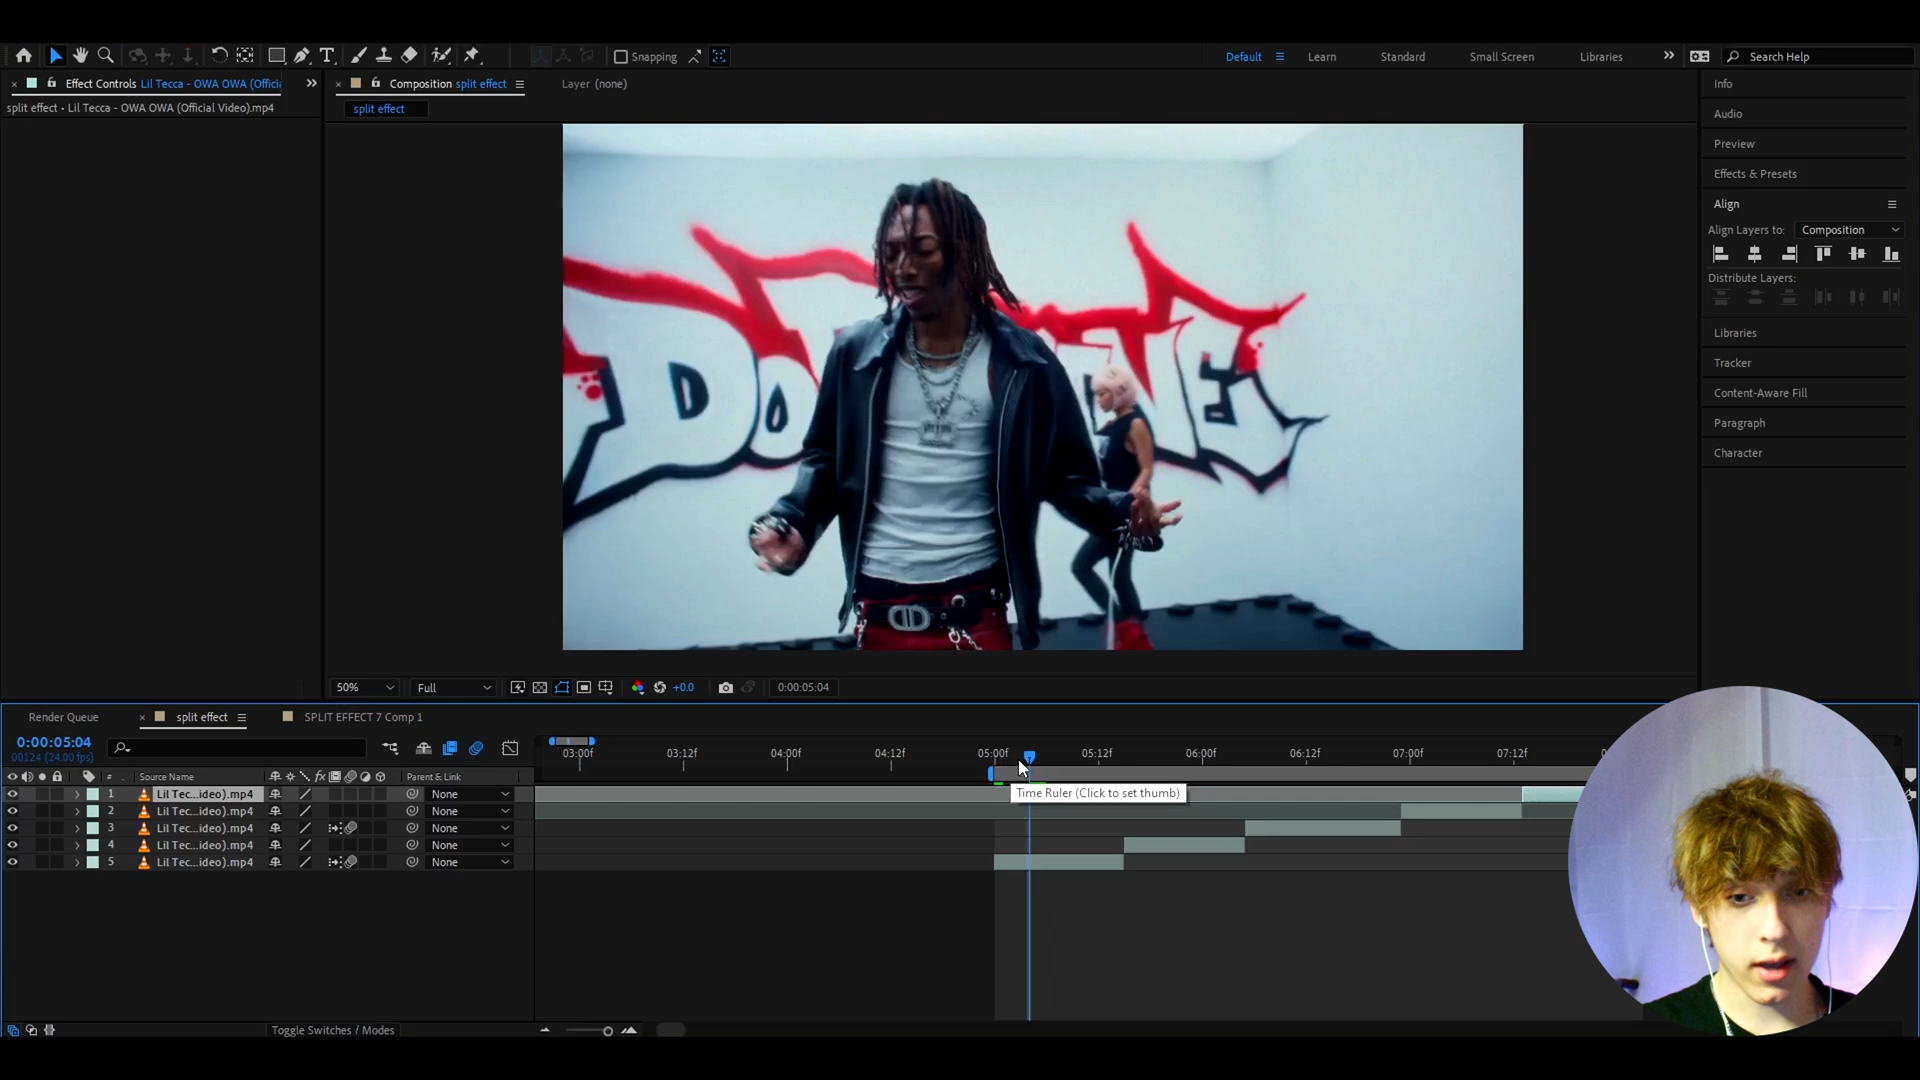 Snapping
Default
Learn
Standard
Small Screen
Libraries
Search Help
Effect Controls Lil Tecca - OWA OWA (Offici
Composition split effect
Layer (none)
split effect • Lil Tecca - OWA OWA (Official Video).mp4
split effect
Info
Audio
Preview
Effects & Presets
Align
Align Layers to: Composition
Distribute Layers:
Libraries
Tracker
Content-Aware Fill
Paragraph
Character
50%
Full
+0.0
0:00:05:04
Render Queue
split effect
SPLIT EFFECT 7 Comp 1
0:00:05:04
00124 (24.00 fps)
03:00f
03:12f
04:00f
04:12f
05:00f
05:12f
06:00f
06:12f
07:00f
07:12f
# Source Name
fx
Parent & Link
1 Lil Tec...ideo).mp4 None
2 Lil Tec...ideo).mp4 None
3 Lil Tec...ideo).mp4 None
4 Lil Tec...ideo).mp4 None
5 Lil Tec...ideo).mp4 None
Time Ruler (Click to set thumb)
Toggle Switches / Modes